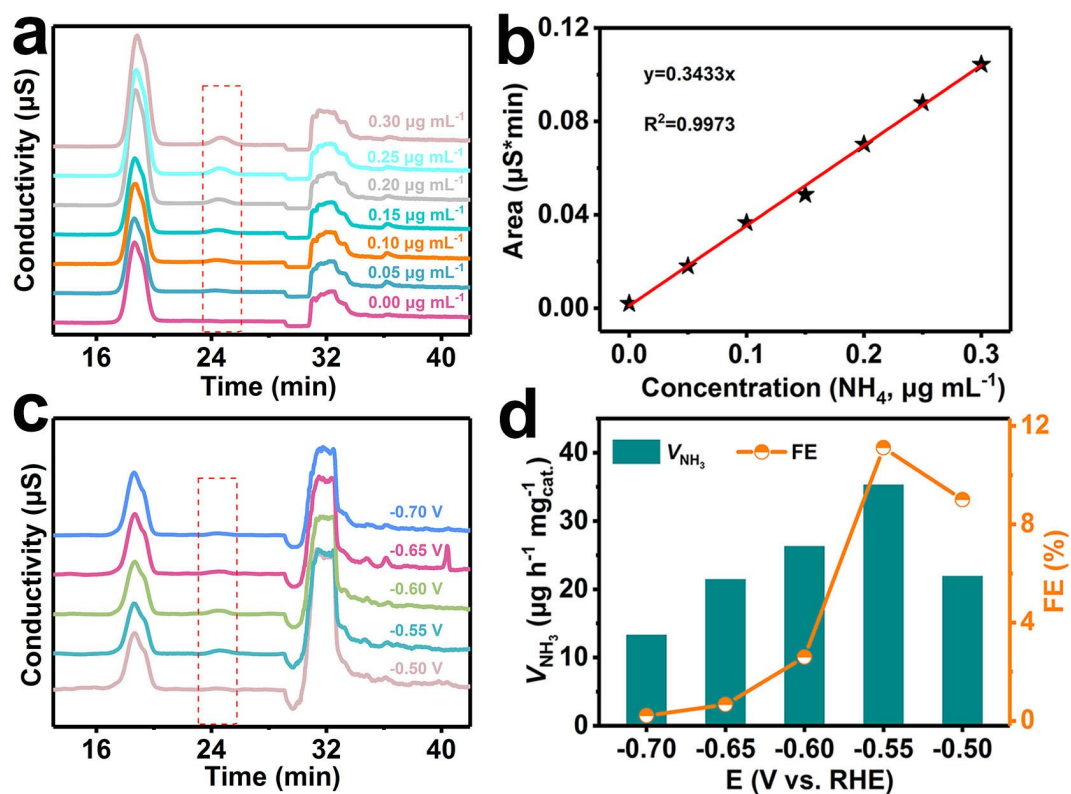 a
Conductivity (µS)
0.30 µg mL⁻¹
0.25 µg mL⁻¹
0.20 µg mL⁻¹
0.15 µg mL⁻¹
0.10 µg mL⁻¹
0.05 µg mL⁻¹
0.00 µg mL⁻¹
16 24 32 40
Time (min)
b
Area (µS*min)
0.12
0.08
0.04
0.00
y=0.3433x
R²=0.9973
0.0 0.1 0.2 0.3
Concentration (NH₄, µg mL⁻¹)
c
Conductivity (µS)
-0.70 V
-0.65 V
-0.60 V
-0.55 V
-0.50 V
16 24 32 40
Time (min)
d
V_NH₃ (µg h⁻¹ mg⁻¹cat.)
40
30
20
10
0
V_NH₃ FE
12
8
4
0
FE (%)
-0.70 -0.65 -0.60 -0.55 -0.50
E (V vs. RHE)